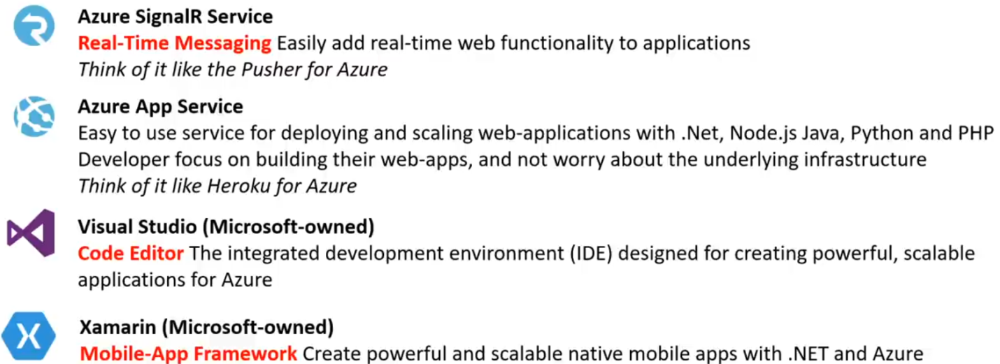 Azure SignalR Service
Real-Time Messaging Easily add real-time web functionality to applications
Think of it like the Pusher for Azure
Azure App Service
Easy to use service for deploying and scaling web-applications with .Net, Node.js Java, Python and PHP
Developer focus on building their web-apps, and not worry about the underlying infrastructure
Think of it like Heroku for Azure
Visual Studio (Microsoft-owned)
Code Editor The integrated development environment (IDE) designed for creating powerful, scalable
applications for Azure
Xamarin (Microsoft-owned)
Mobile-App Framework Create powerful and scalable native mobile apps with .NET and Azure